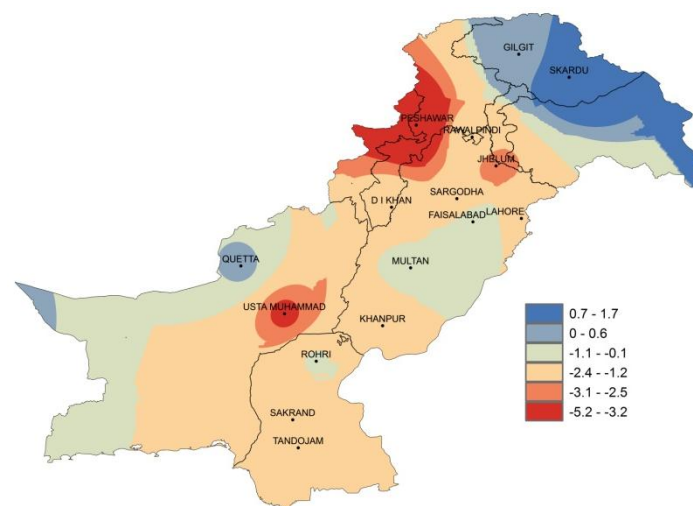 GILGIT
SKARDU
PESHAWAR
RAWALPINDI
JHBLUM
SARGODHA
D I KHAN
FAISALABAD
LAHORE
QUETTA
MULTAN
USTA MUHAMMAD
KHANPUR
ROHRI
SAKRAND
TANDOJAM
0.7 - 1.7
0 - 0.6
-1.1 - -0.1
-2.4 - -1.2
-3.1 - -2.5
-5.2 - -3.2